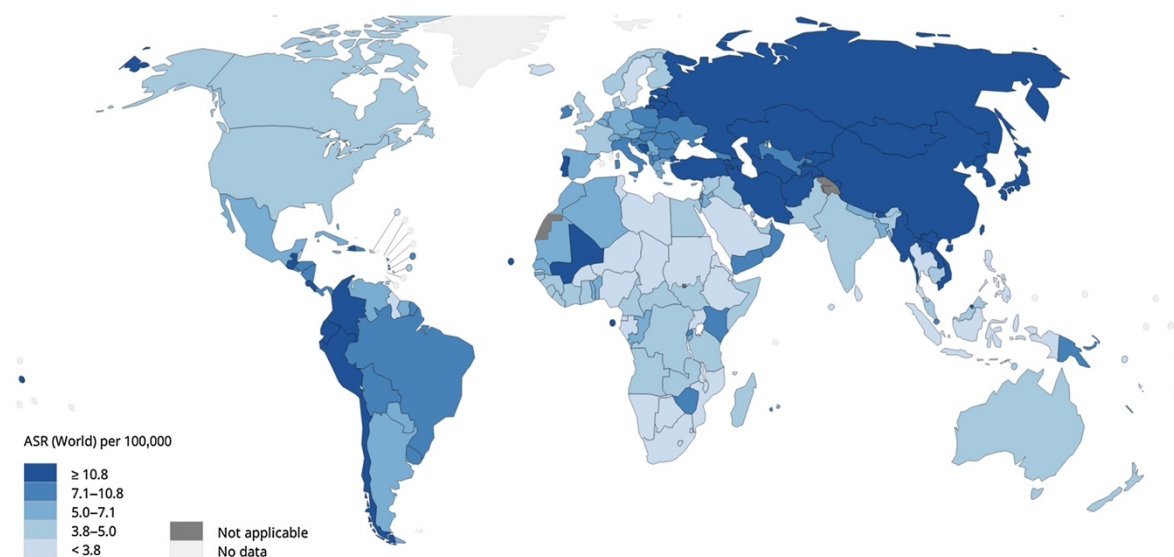 ASR (World) per 100,000
≥ 10.8
7.1–10.8
5.0–7.1
3.8–5.0
< 3.8
Not applicable
No data